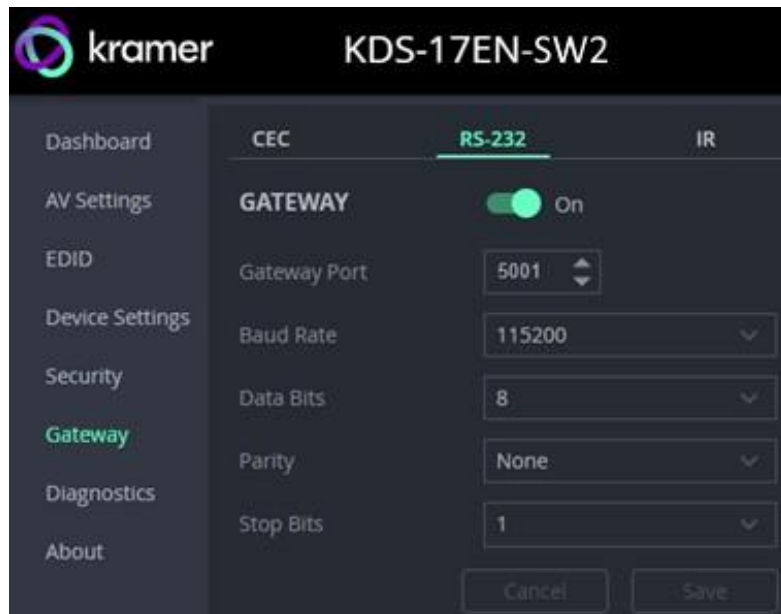 kramer KDS-17EN-SW2
Dashboard
AV Settings
EDID
Device Settings
Security
Gateway
Diagnostics
About
CEC RS-232 IR
GATEWAY On
Gateway Port 5001
Baud Rate 115200
Data Bits 8
Parity None
Stop Bits 1
Cancel Save